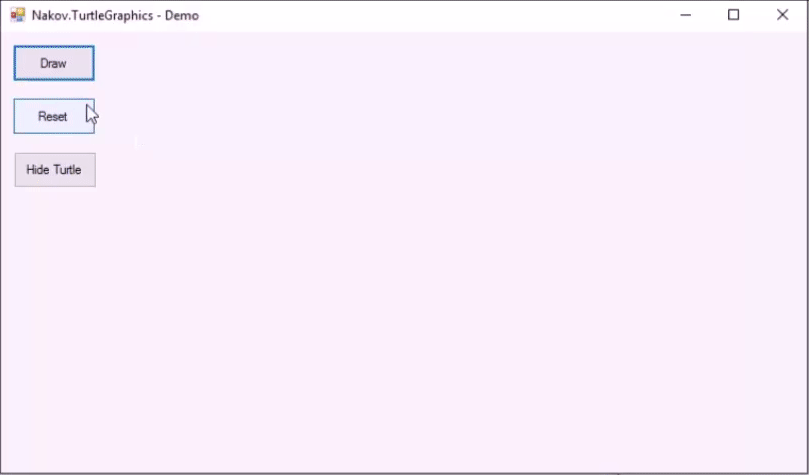 Nakov.TurtleGraphics - Demo
Draw
Reset
Hide Turtle